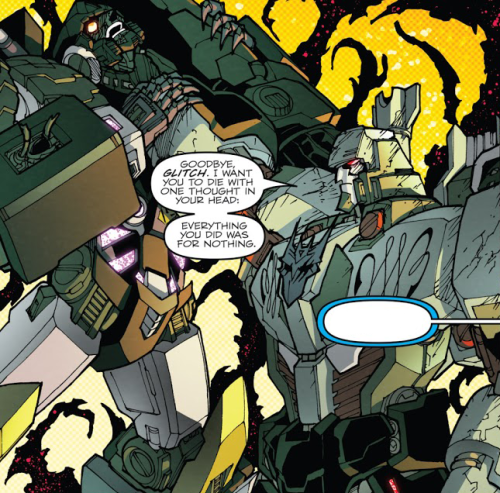 GOODBYE,
GLITCH. I WANT
YOU TO DIE WITH
ONE THOUGHT IN
YOUR HEAD:
EVERYTHING
YOU DID WAS
FOR NOTHING.